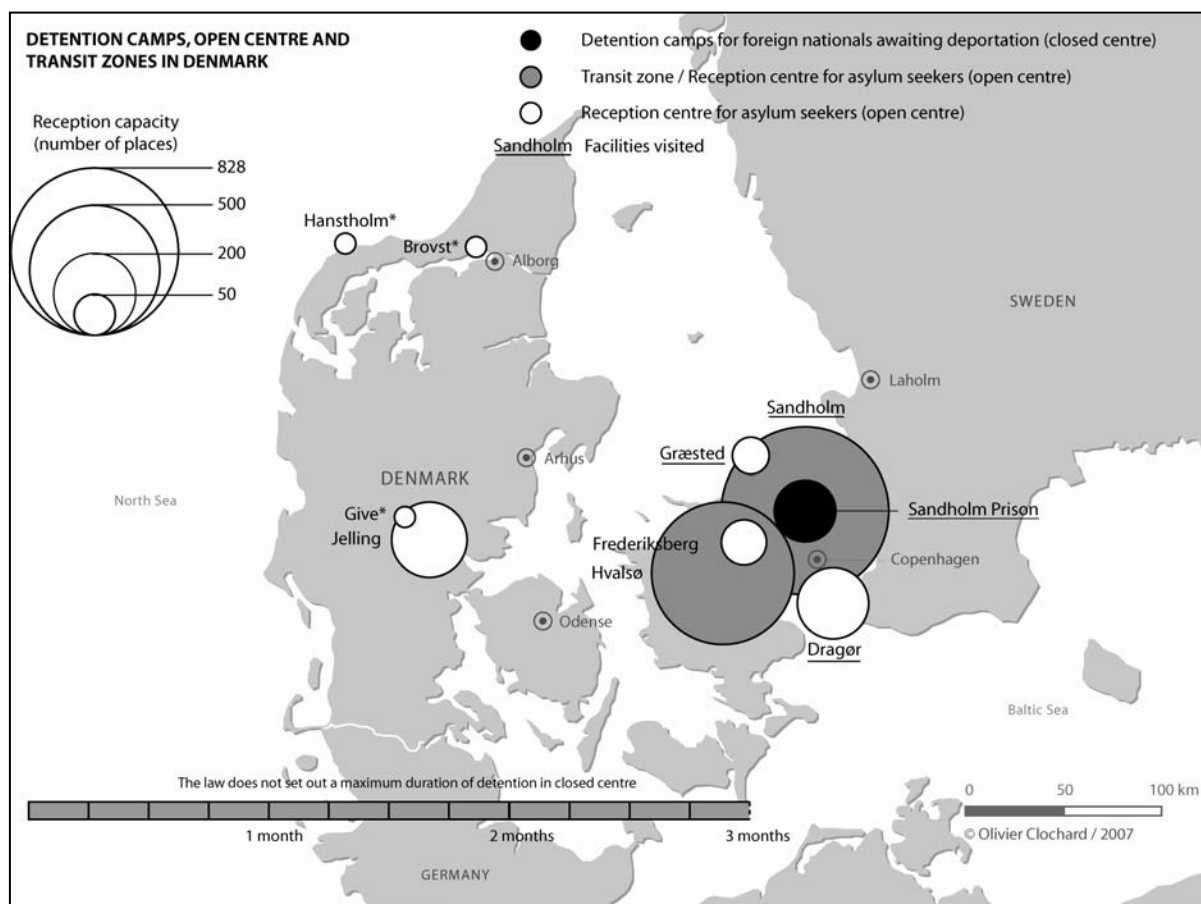 DETENTION CAMPS, OPEN CENTRE AND
TRANSIT ZONES IN DENMARK
Detention camps for foreign nationals awaiting deportation (closed centre)
Transit zone / Reception centre for asylum seekers (open centre)
Reception centre for asylum seekers (open centre)
Sandholm Facilities visited
Reception capacity
(number of places)
828
500
200
50
Hanstholm*
Brovst*
Alborg
SWEDEN
Laholm
Sandholm
Græsted
Arhus
DENMARK
North Sea
Give*
Jelling
Sandholm Prison
Frederiksberg
Hvalsø
Copenhagen
Odense
Dragør
Baltic Sea
The law does not set out a maximum duration of detention in closed centre
1 month 2 months 3 months
0 50 100 km
© Olivier Clochard / 2007
GERMANY